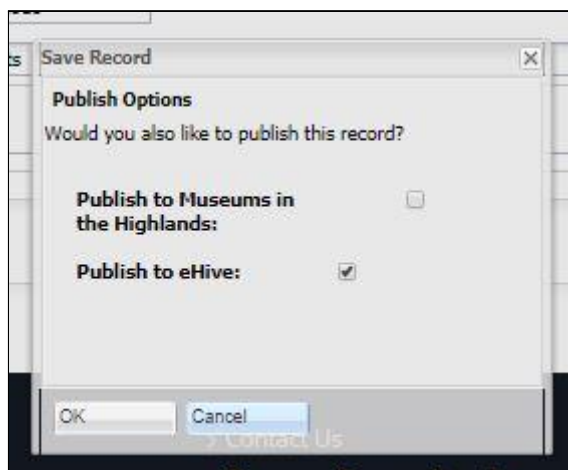 ts
Save Record
Publish Options
Would you also like to publish this record?
Publish to Museums in
the Highlands:
Publish to eHive:
OK
Cancel
Contact Us